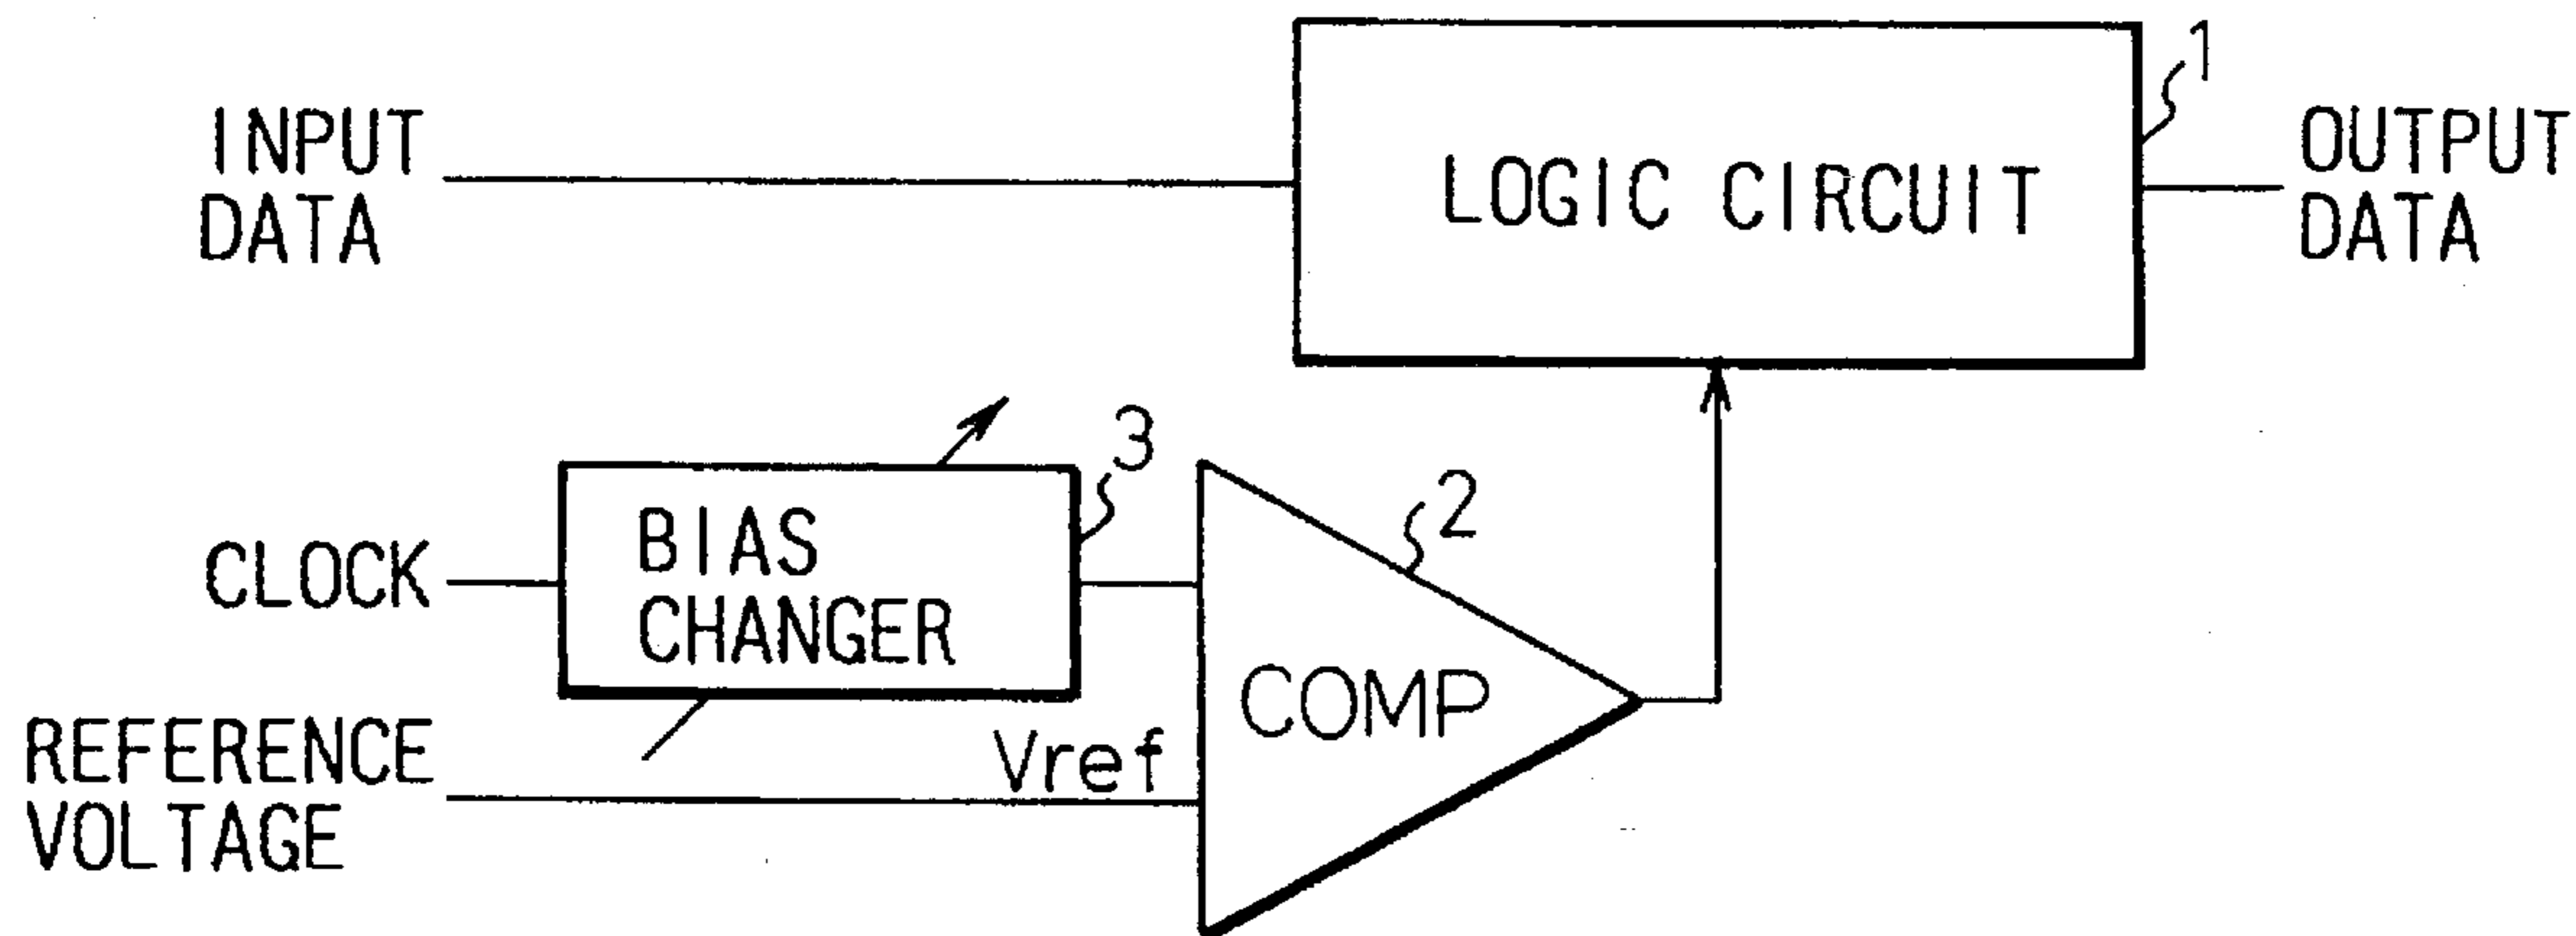 INPUT
DATA
LOGIC CIRCUIT
1
OUTPUT
DATA
CLOCK
BIAS
CHANGER
3
2
COMP
REFERENCE
VOLTAGE
Vref